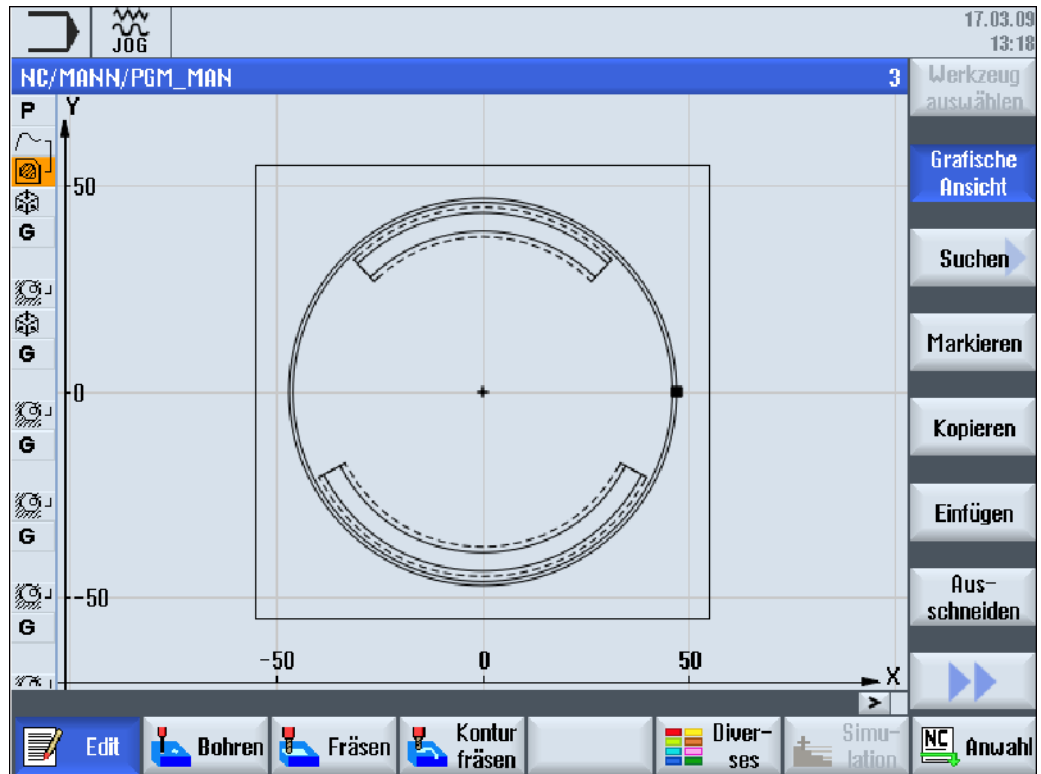 JOG
17.03.09
13:18
NC/MANN/PGM_MAN 3
Werkzeug
auswählen
P
Y
Grafische
Ansicht
50
G
Suchen
G
Markieren
0
Kopieren
G
Einfügen
G
-50
Aus-
schneiden
G
-50 0 50
X
>
Edit
Bohren
Fräsen
Kontur
fräsen
Diver-
ses
Simu-
lation
NC
Anwahl